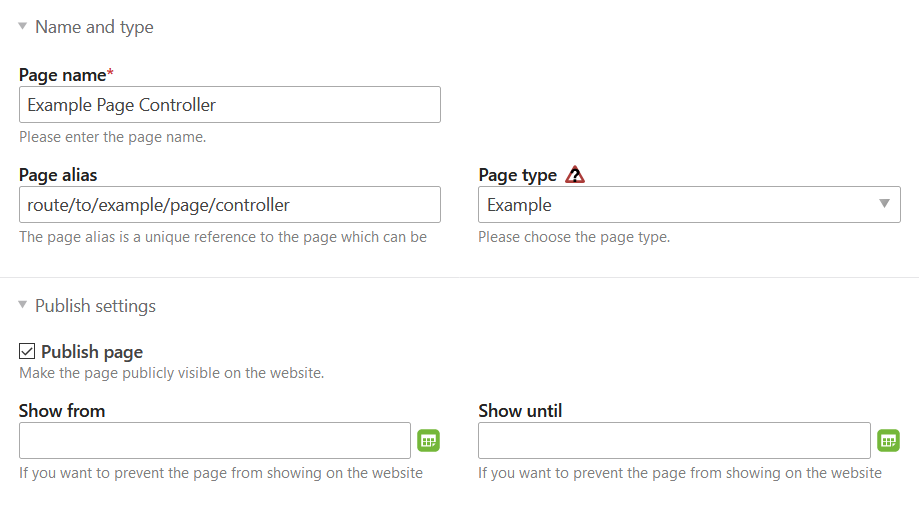 Name and type
Page name*
Example Page Controller
Please enter the page name.
Page alias
Page type
route/to/example/page/controller
Example
The page alias is a unique reference to the page which can be
Please choose the page type.
Publish settings
Publish page
Make the page publicly visible on the website.
Show from
Show until
If you want to prevent the page from showing on the website
If you want to prevent the page from showing on the website